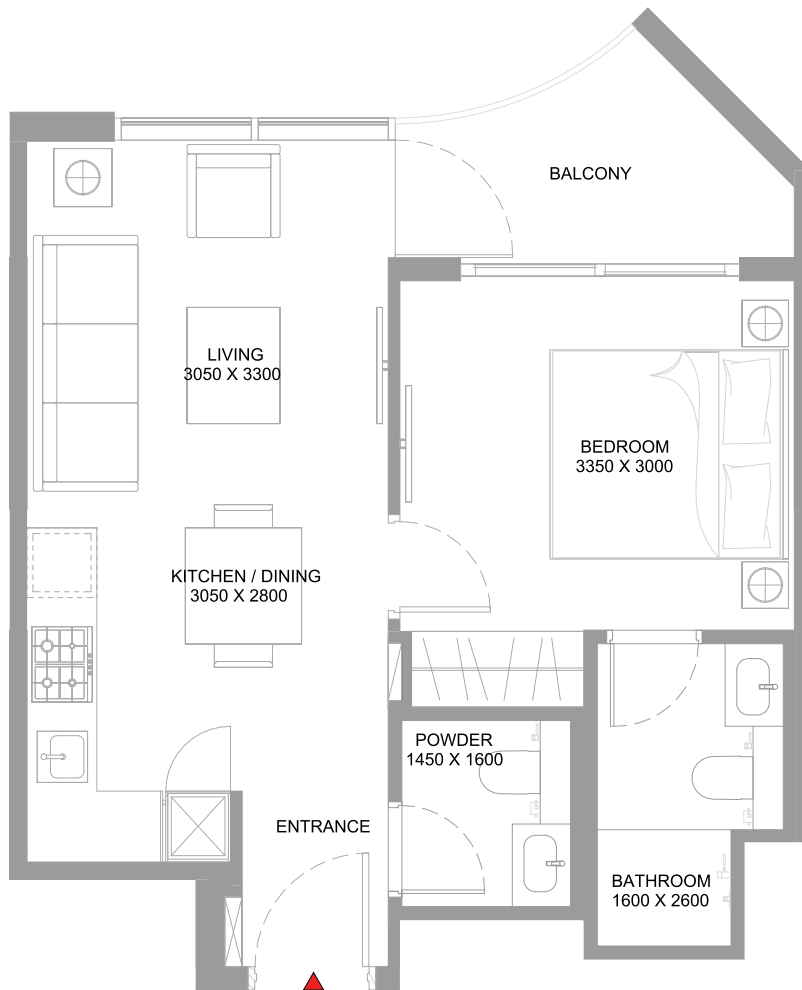 BALCONY
LIVING
3050 X 3300
BEDROOM
3350 X 3000
KITCHEN / DINING
3050 X 2800
POWDER
1450 X 1600
ENTRANCE
BATHROOM
1600 X 2600